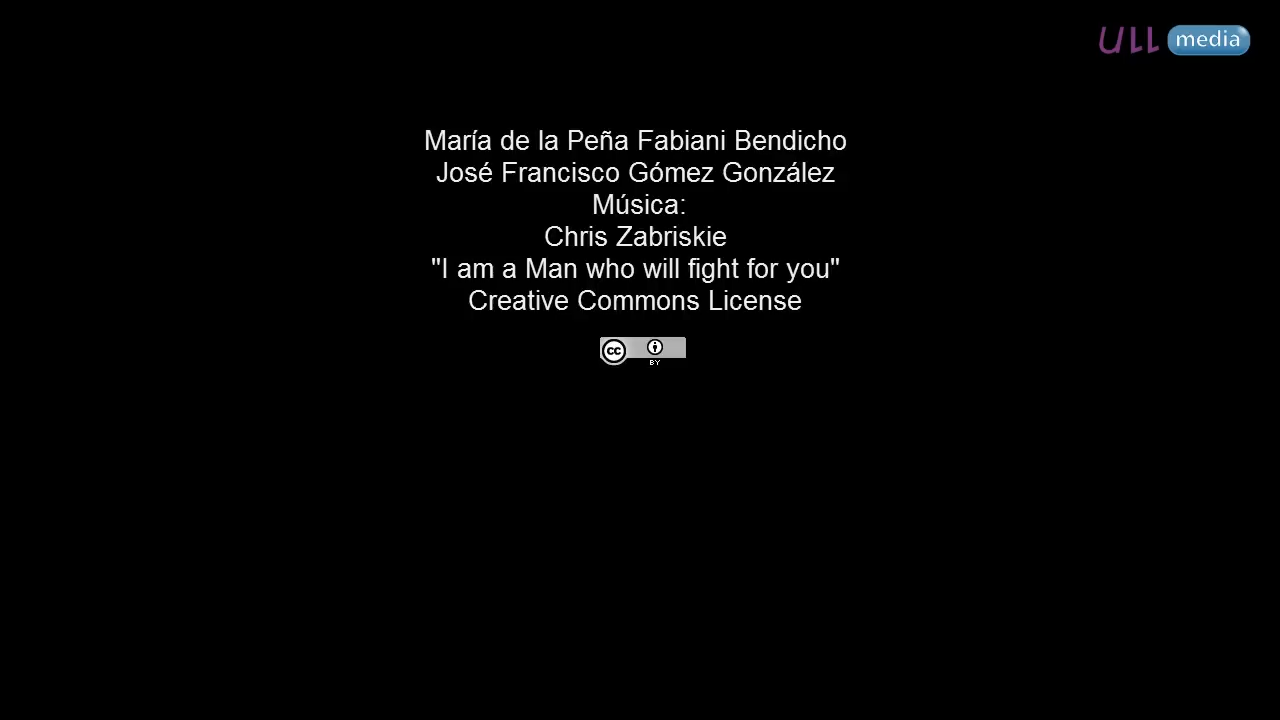 ULL media
María de la Peña Fabiani Bendicho
José Francisco Gómez González
Música:
Chris Zabriskie
"I am a Man who will fight for you"
Creative Commons License
cc
BY